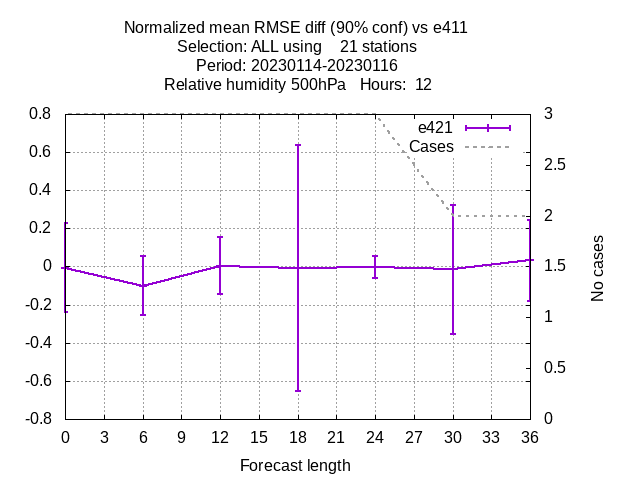 Normalized mean RMSE diff (90% conf) vs e411
Selection: ALL using    21 stations
Period: 20230114-20230116
Relative humidity 500hPa   Hours:  12
e421
Cases
0.8
0.6
0.4
0.2
0
-0.2
-0.4
-0.6
-0.8
3
2.5
2
1.5
1
0.5
0
No cases
0 3 6 9 12 15 18 21 24 27 30 33 36
Forecast length